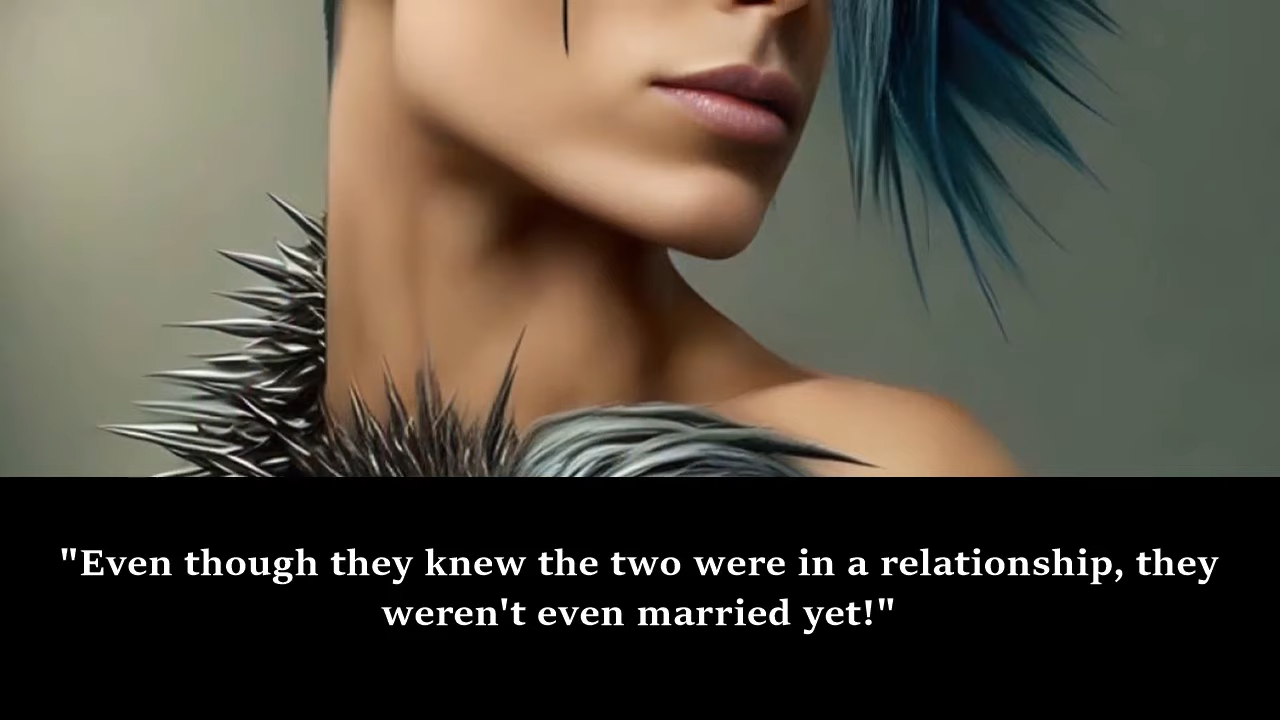 "Even though they knew the two were in a relationship, they
weren't even married yet!"